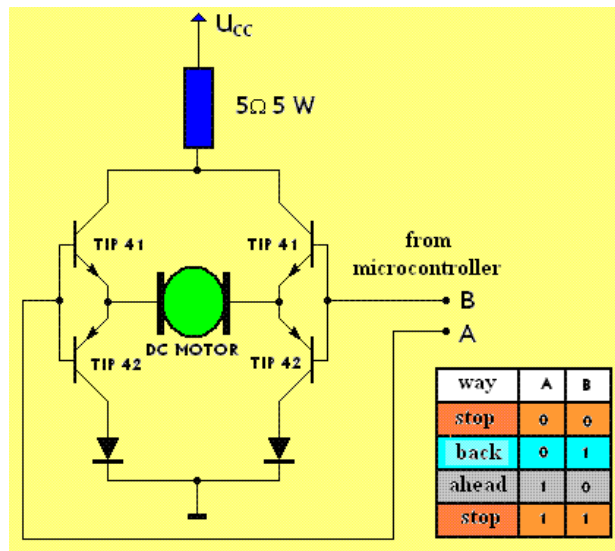 Ucc
5Ω 5 W
TIP 41
TIP 41
from
microcontroller
B
A
DC MOTOR
TIP 42
TIP 42
way A B
stop 0 0
back 0 1
ahead 1 0
stop 1 1